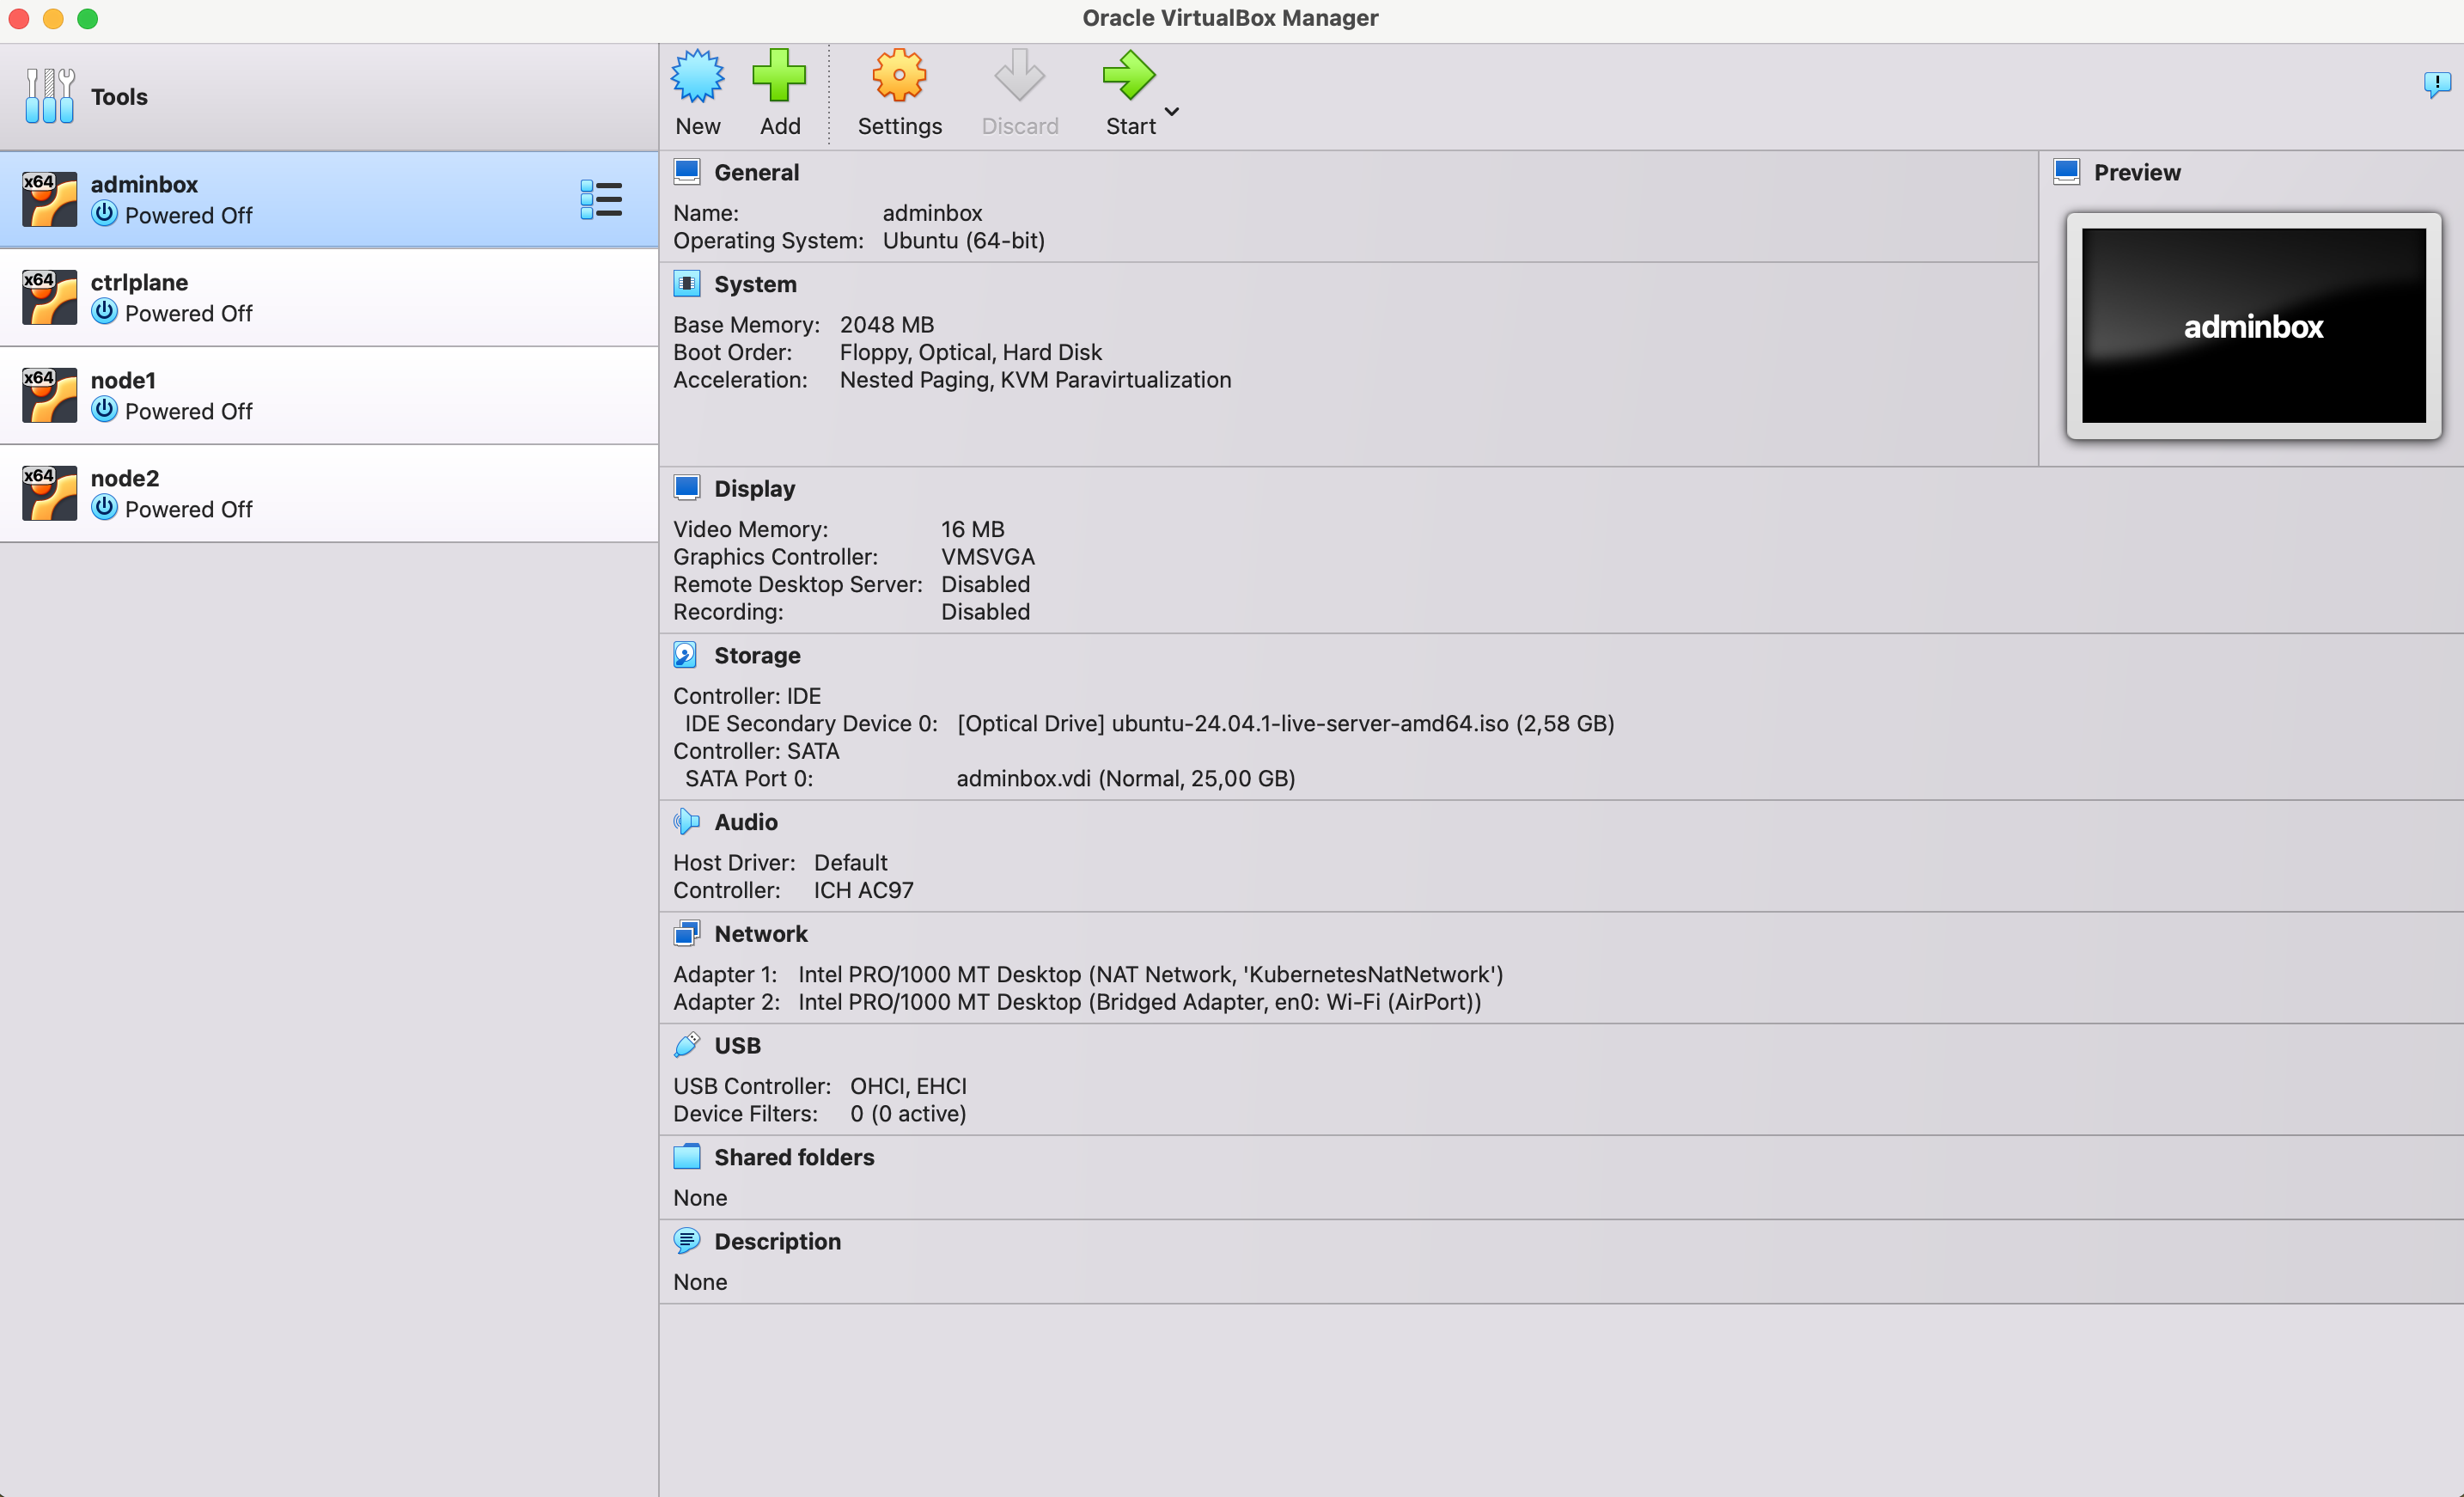 Oracle VirtualBox Manager
Tools
New
Add
Settings
Discard
Start
x64
adminbox
Powered Off
x64
ctrlplane
Powered Off
x64
node1
Powered Off
x64
node2
Powered Off
General
Name: adminbox
Operating System: Ubuntu (64-bit)
System
Base Memory: 2048 MB
Boot Order: Floppy, Optical, Hard Disk
Acceleration: Nested Paging, KVM Paravirtualization
Preview
adminbox
Display
Video Memory: 16 MB
Graphics Controller: VMSVGA
Remote Desktop Server: Disabled
Recording: Disabled
Storage
Controller: IDE
IDE Secondary Device 0: [Optical Drive] ubuntu-24.04.1-live-server-amd64.iso (2,58 GB)
Controller: SATA
SATA Port 0: adminbox.vdi (Normal, 25,00 GB)
Audio
Host Driver: Default
Controller: ICH AC97
Network
Adapter 1: Intel PRO/1000 MT Desktop (NAT Network, 'KubernetesNatNetwork')
Adapter 2: Intel PRO/1000 MT Desktop (Bridged Adapter, en0: Wi-Fi (AirPort))
USB
USB Controller: OHCI, EHCI
Device Filters: 0 (0 active)
Shared folders
None
Description
None